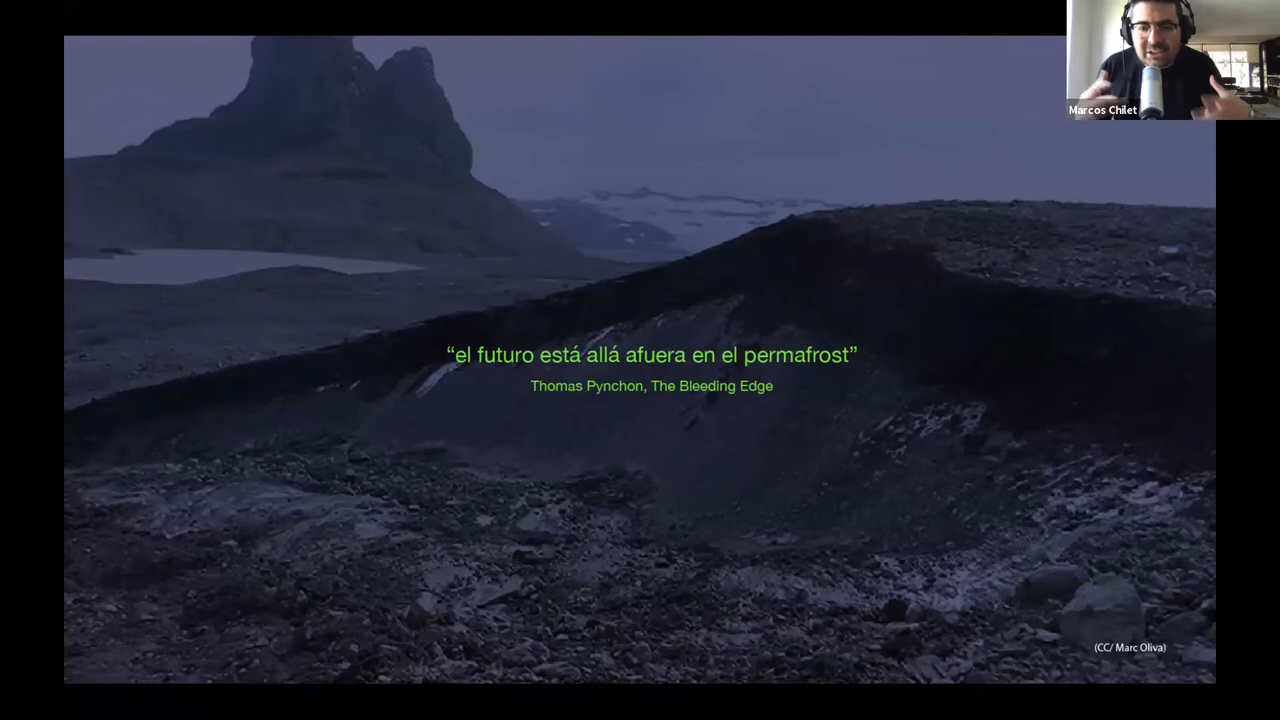 Marcos Chilet
“el futuro está allá afuera en el permafrost”
Thomas Pynchon, The Bleeding Edge
(CC/ Marc Oliva)